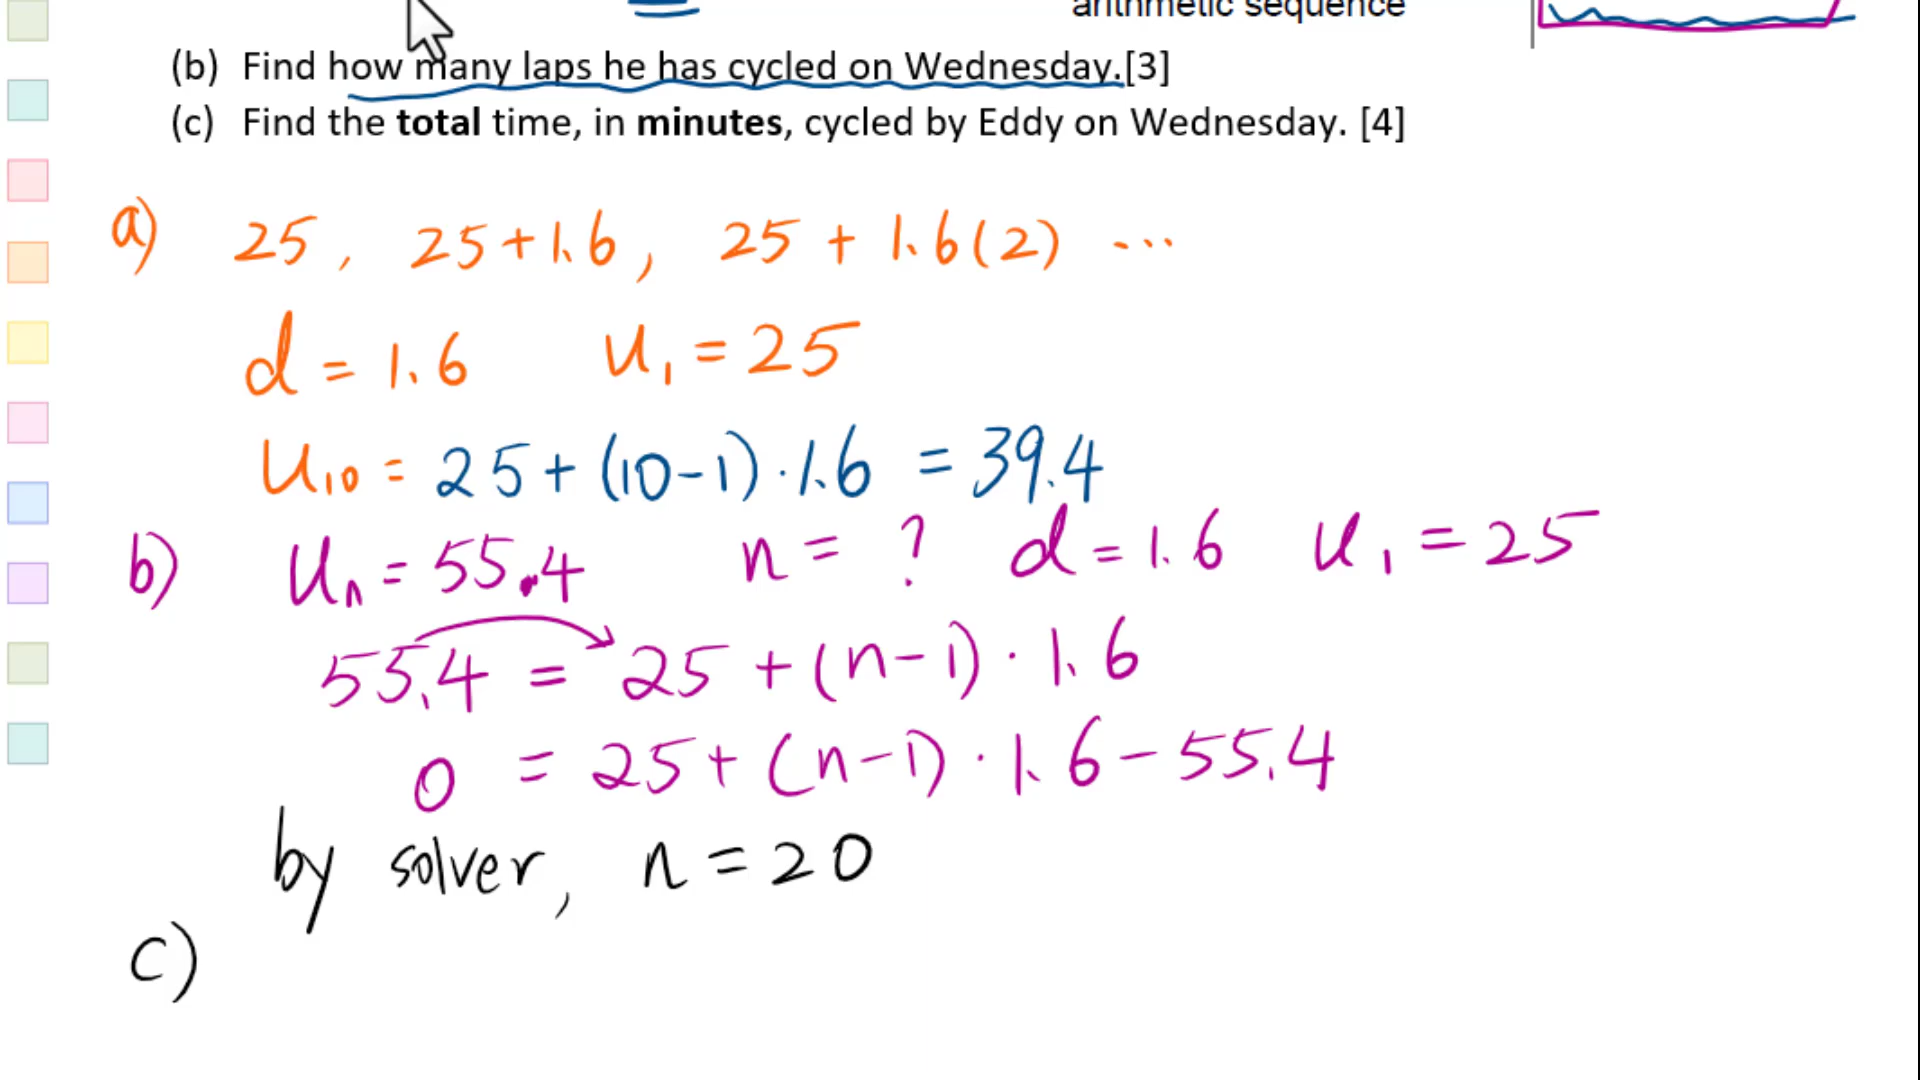 arithmetic sequence
(b) Find how many laps he has cycled on Wednesday.[3]
(c) Find the total time, in minutes, cycled by Eddy on Wednesday. [4]
a) 25, 25+1.6, 25 + 1.6(2) ...
d = 1.6 u₁ = 25
u₁₀ = 25 + (10-1)·1.6 = 39.4
b) uₙ = 55.4 n = ? d = 1.6 u₁ = 25
55.4 = 25 + (n-1)·1.6
0 = 25 + (n-1)·1.6 - 55.4
by solver, n = 20
c)